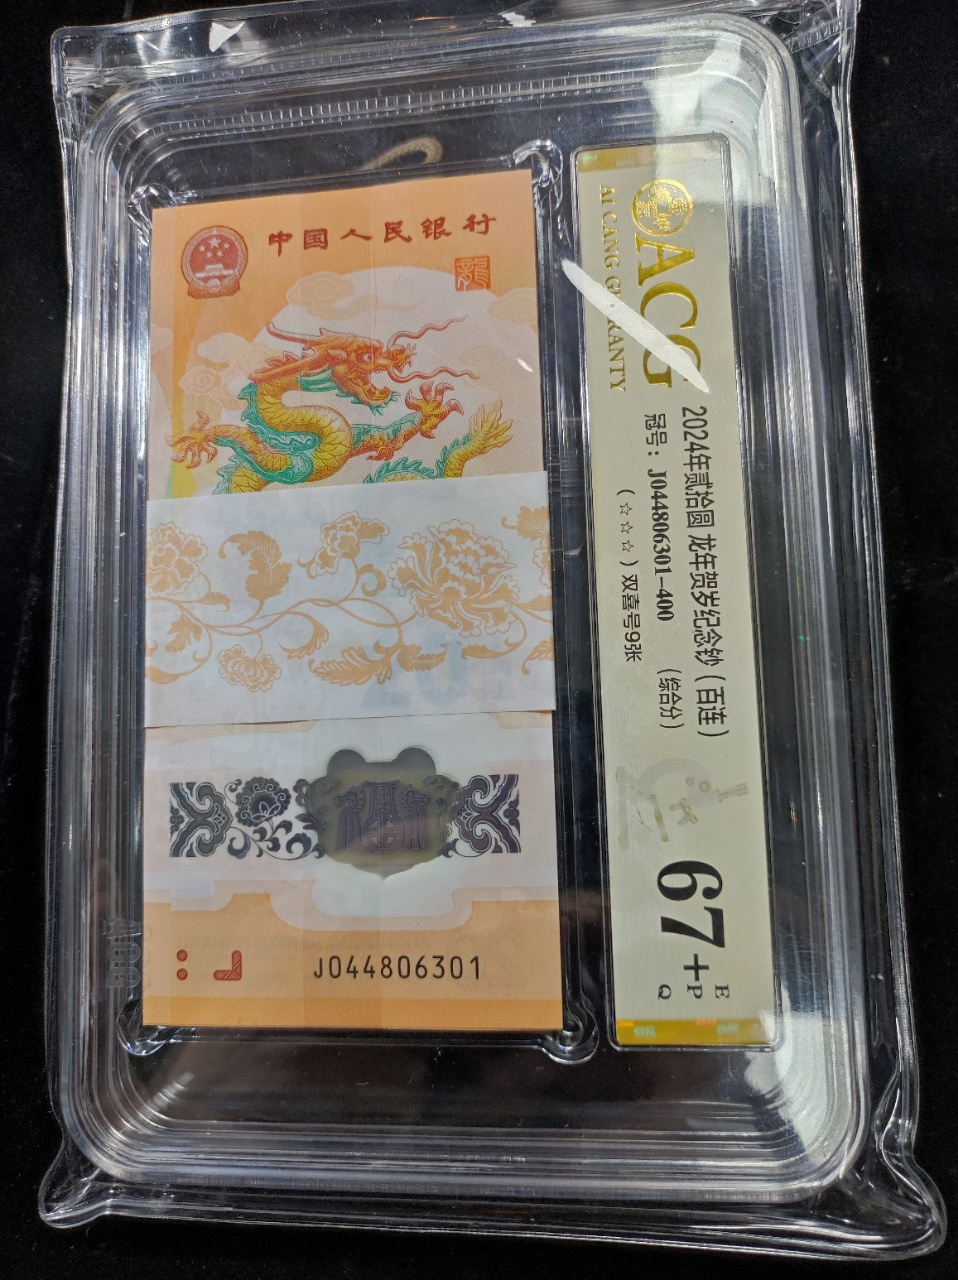 中国人民银行
龍
J044806301
ACG
AI CANG GUARANTY
2024年贰拾圆 龙年贺岁纪念钞（百连）
冠号：J044806301-400 （综合分）
（☆☆☆）双喜号9张
67+
E
P
Q